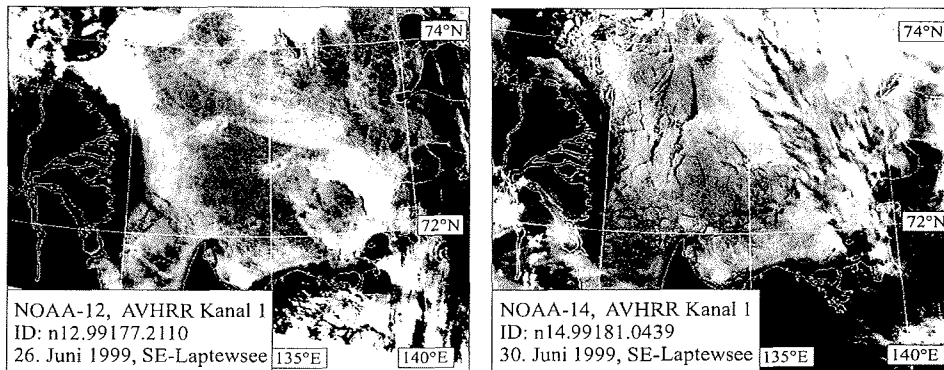 74°N
72°N
NOAA-12, AVHRR Kanal 1
ID: n12.99177.2110
26. Juni 1999, SE-Laptewsee
135°E
140°E
74°N
72°N
NOAA-14, AVHRR Kanal 1
ID: n14.99181.0439
30. Juni 1999, SE-Laptewsee
135°E
140°E